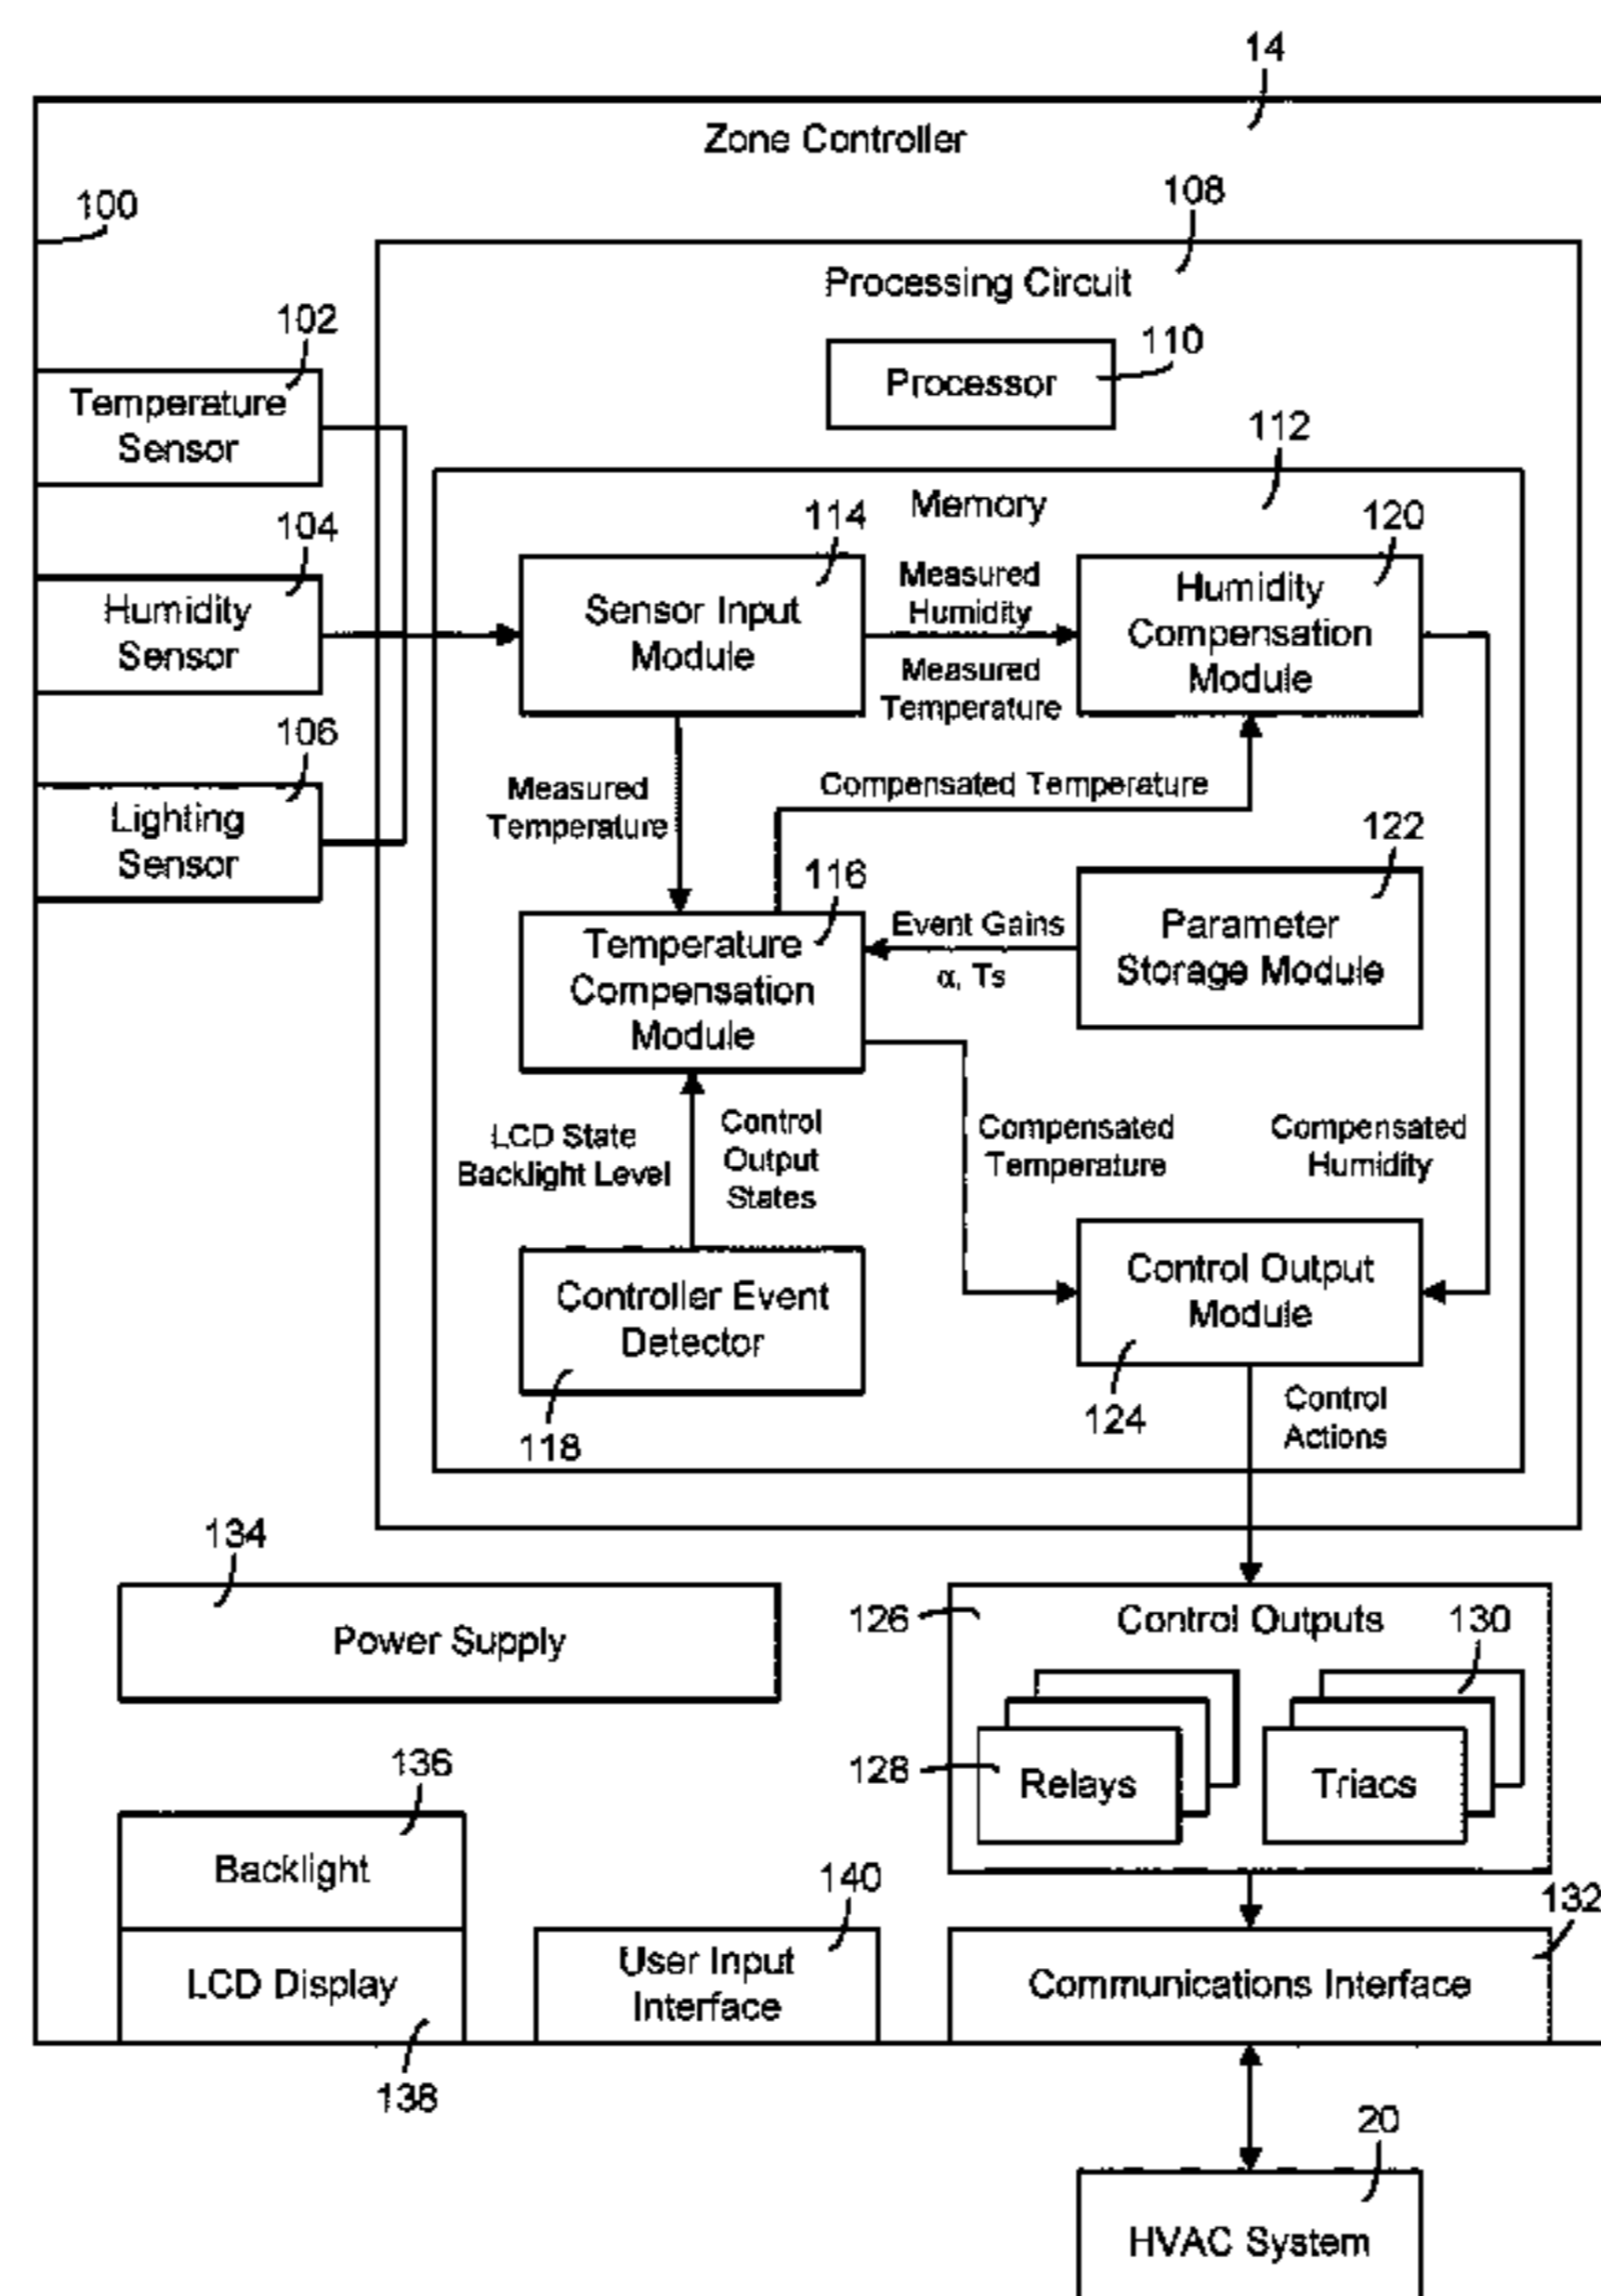 14
Zone Controller
100
108
Processing Circuit
102
Temperature
Sensor
110
Processor
112
Memory
104
Humidity
Sensor
114
Sensor Input
Module
Measured
Humidity
Measured
Temperature
120
Humidity
Compensation
Module
106
Lighting
Sensor
Measured
Temperature
Compensated Temperature
122
Parameter
Storage Module
116
Temperature
Compensation
Module
Event Gains
α, Ts
LCD State
Backlight Level
Control
Output
States
Compensated
Temperature
Compensated
Humidity
Controller Event
Detector
118
Control Output
Module
124
Control
Actions
134
Power Supply
126
Control Outputs
130
128
Relays
Triacs
136
Backlight
LCD Display
138
140
User Input
Interface
132
Communications Interface
20
HVAC System